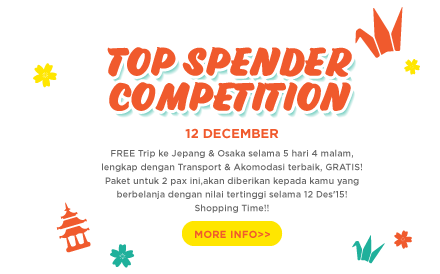 TOP SPENDER
COMPETITION
12 DECEMBER
FREE Trip ke Jepang & Osaka selama 5 hari 4 malam,
lengkap dengan Transport & Akomodasi terbaik, GRATIS!
Paket untuk 2 pax ini,akan diberikan kepada kamu yang
berbelanja dengan nilai tertinggi selama 12 Des'15!
Shopping Time!!
MORE INFO>>